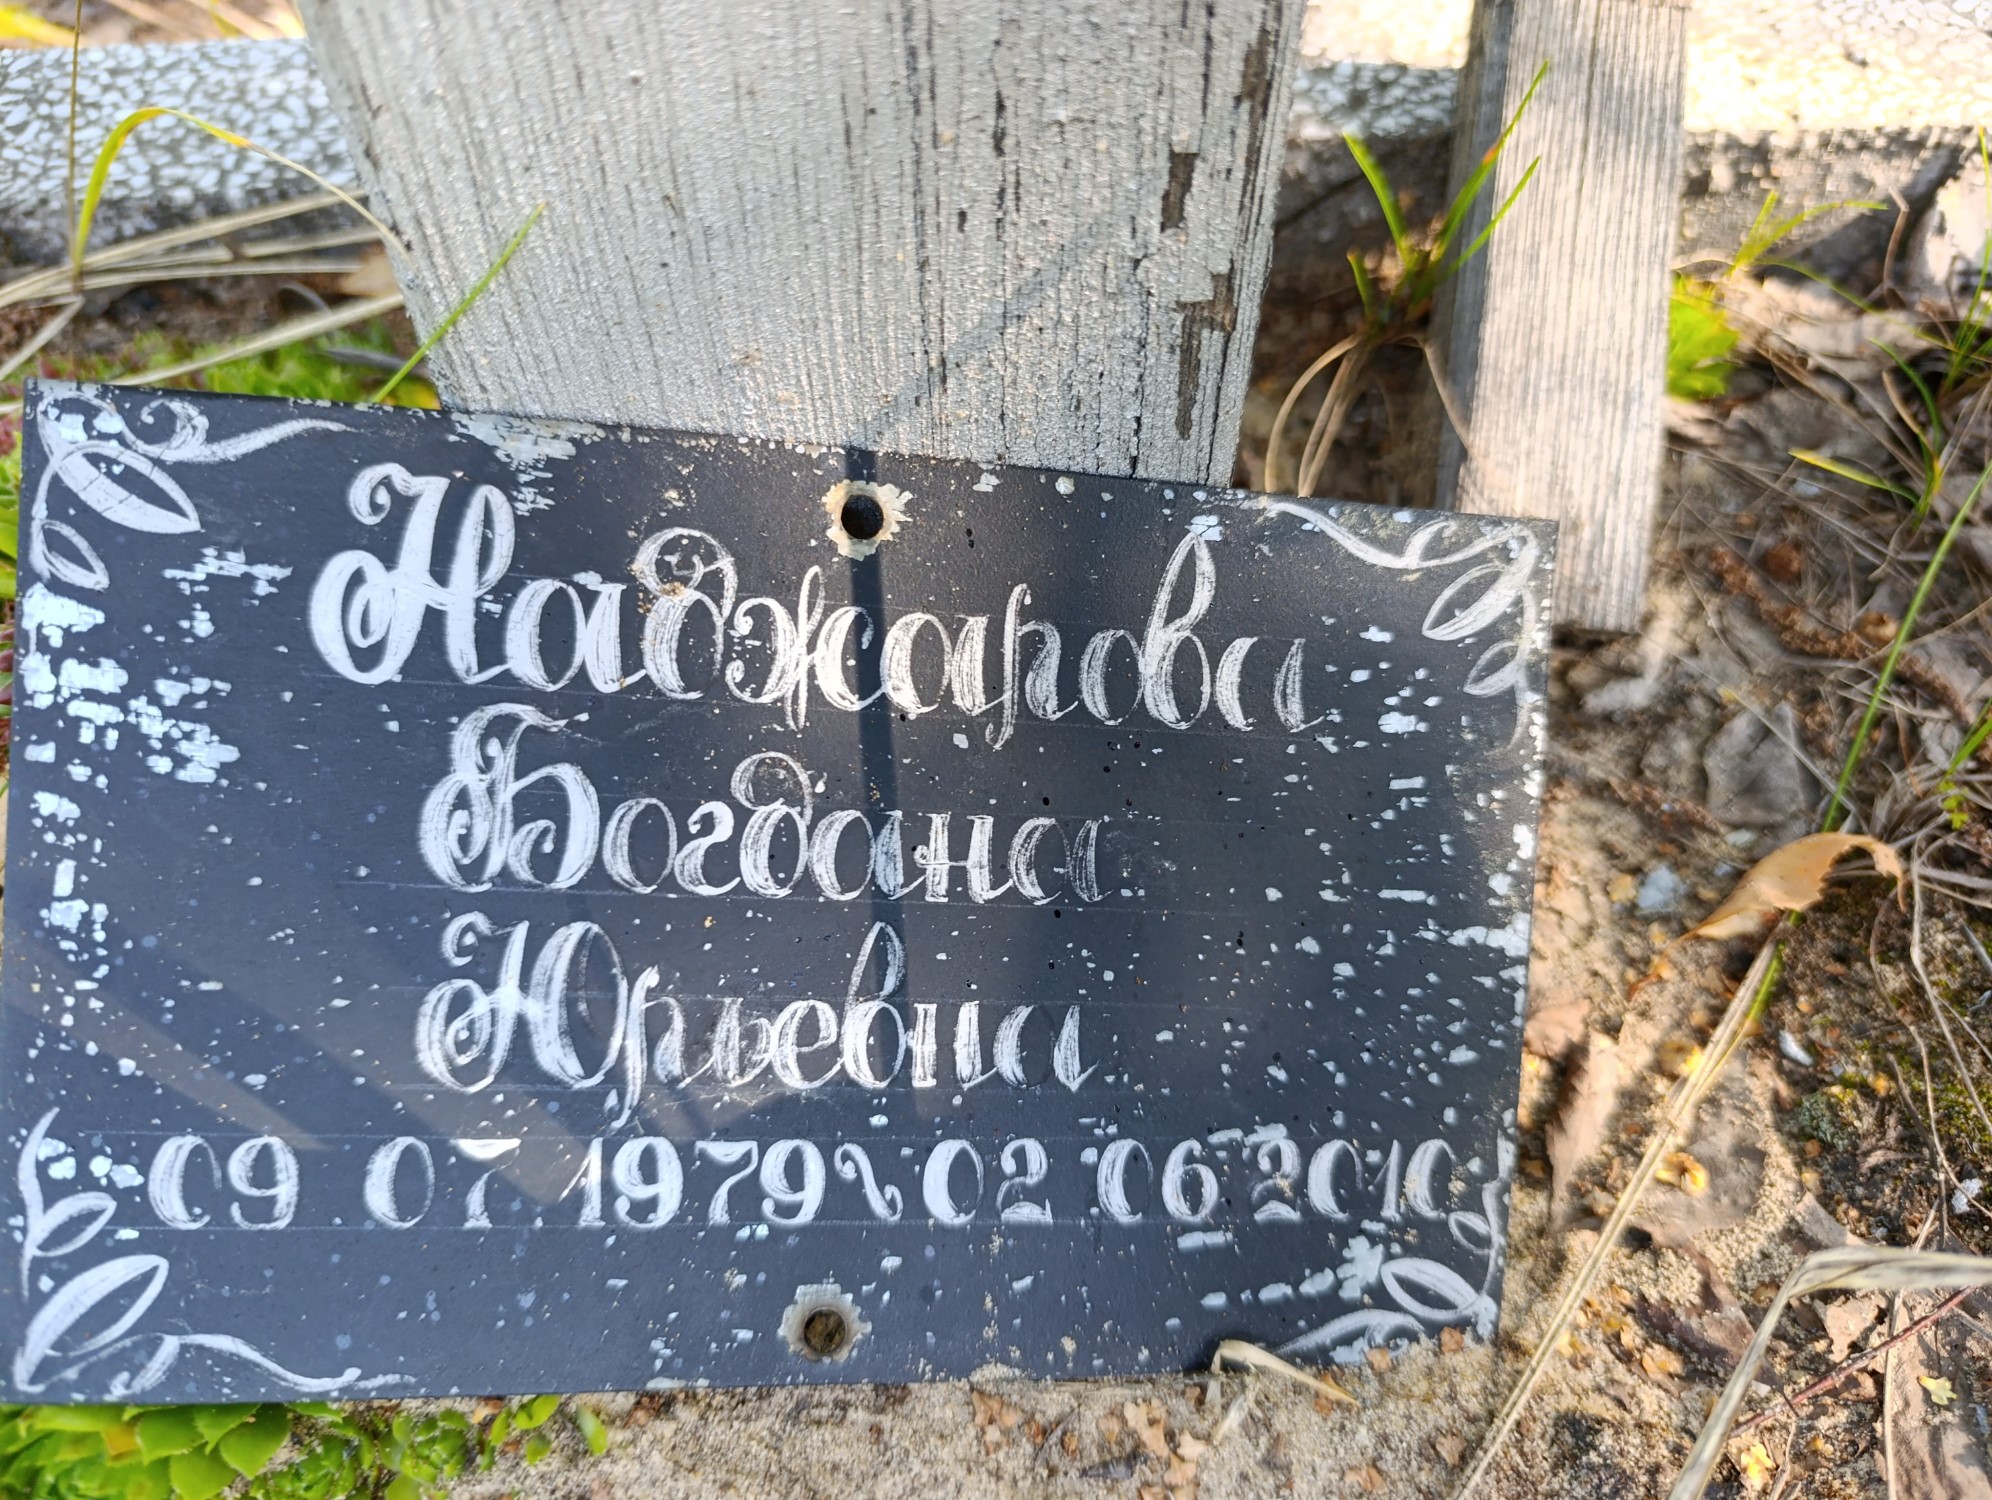 Наджарова
Богдана
Юрьевна
09 07 1979 ~ 02 06 2010